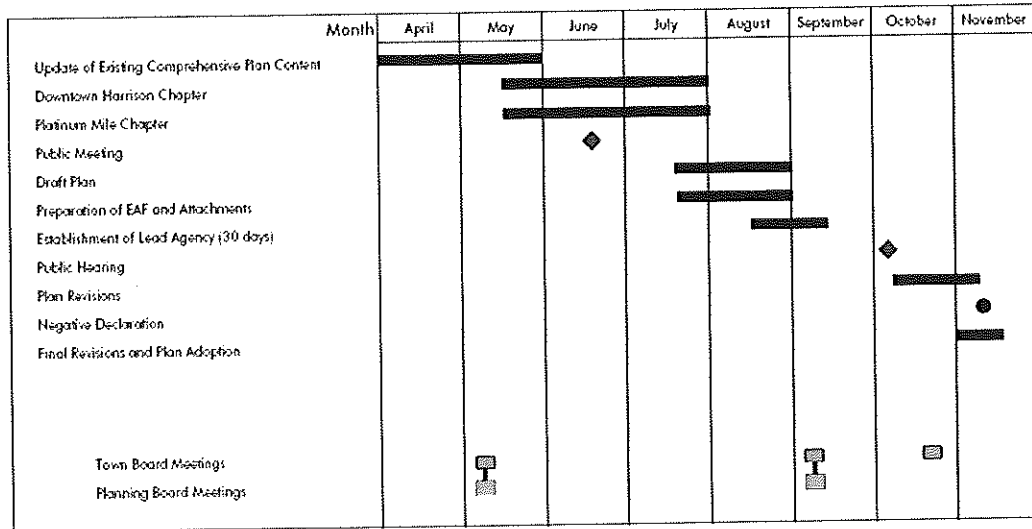 Month April May June July August September October November
Update of Existing Comprehensive Plan Content
Downtown Harrison Chapter
Platinum Mile Chapter
Public Meeting
Draft Plan
Preparation of EAF and Attachments
Establishment of Lead Agency (30 days)
Public Hearing
Plan Revisions
Negative Declaration
Final Revisions and Plan Adoption
Town Board Meetings
Planning Board Meetings